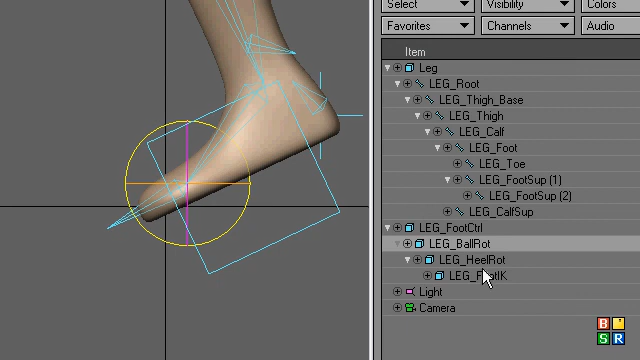 Select Visibility Colors
Favorites Channels Audio
Item
Leg
LEG_Root
LEG_Thigh_Base
LEG_Thigh
LEG_Calf
LEG_Foot
LEG_Toe
LEG_FootSup (1)
LEG_FootSup (2)
LEG_CalfSup
LEG_FootCtrl
LEG_BallRot
LEG_HeelRot
LEG_FootIK
Light
Camera
B
S R